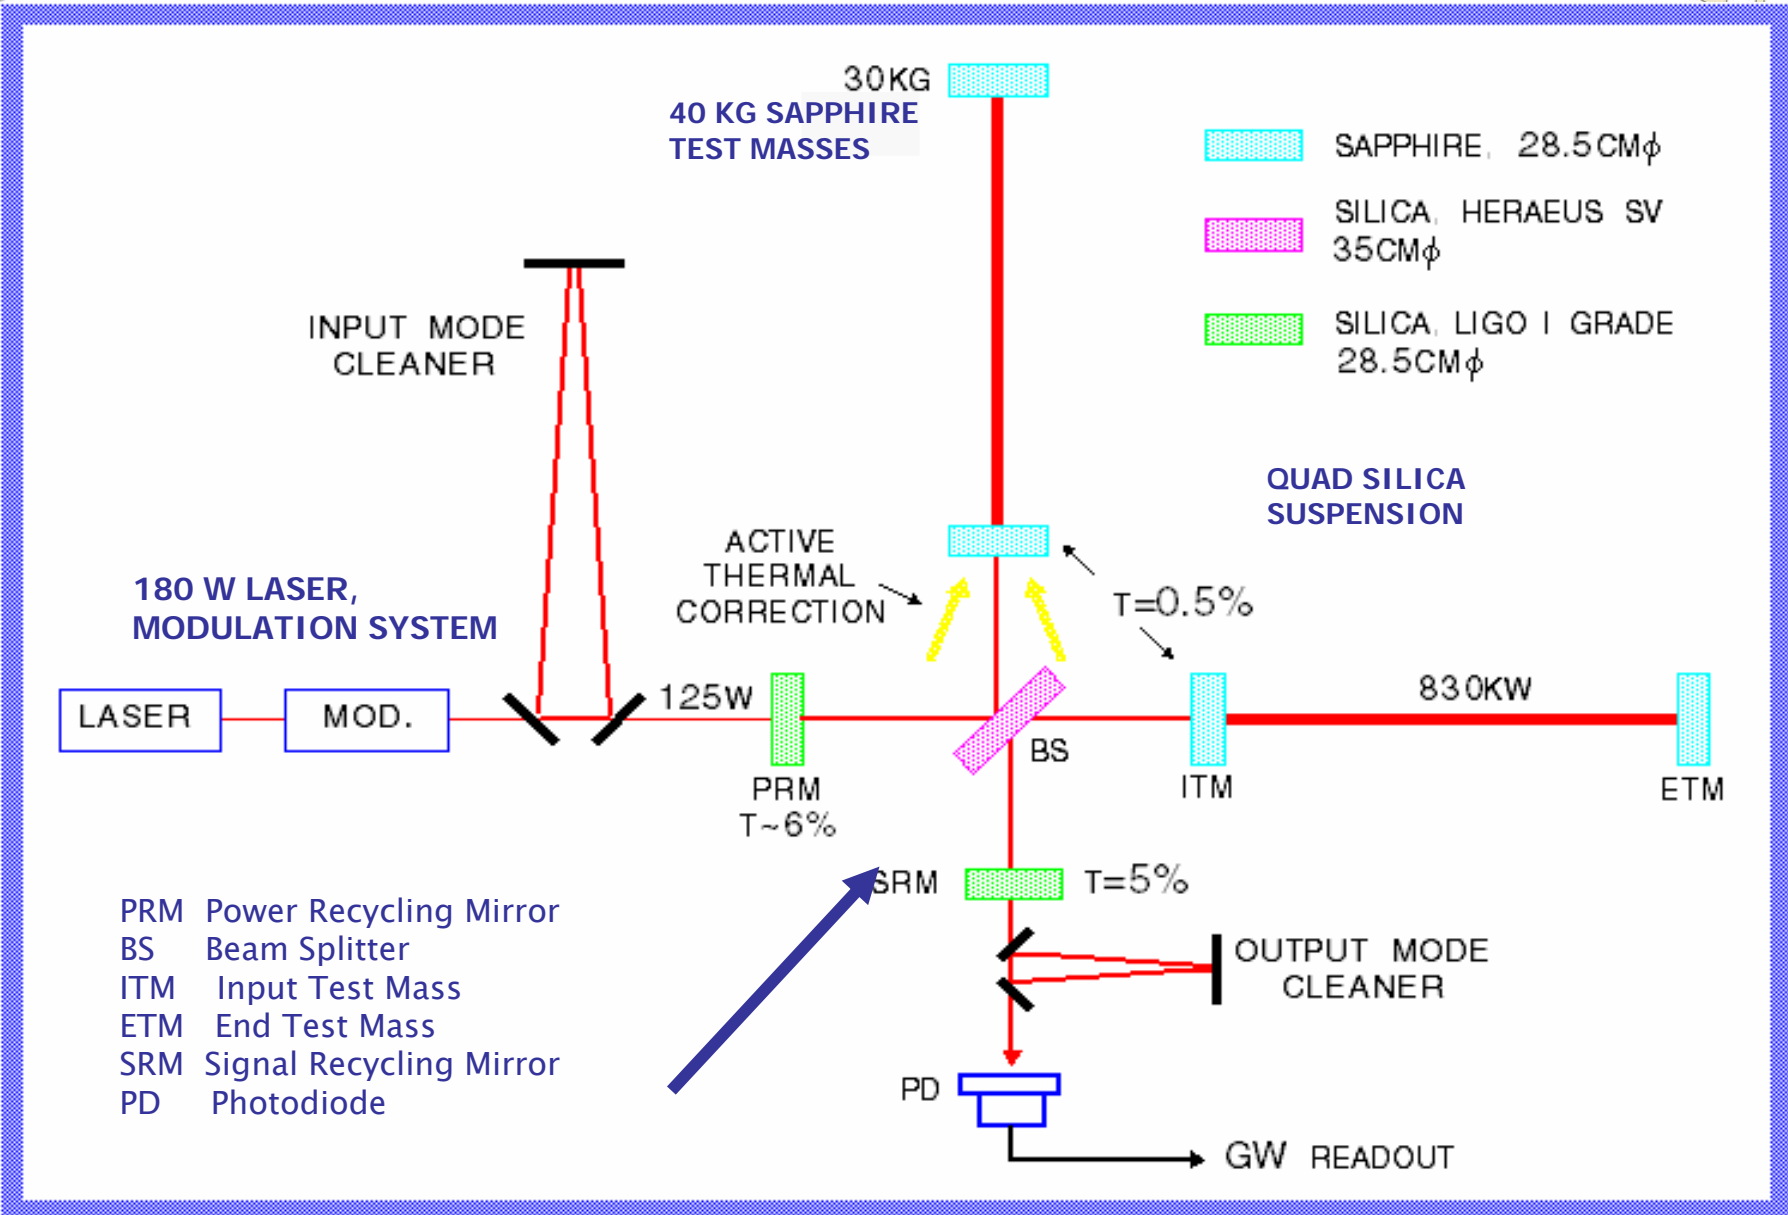 30KG
40 KG SAPPHIRE
TEST MASSES
SAPPHIRE, 28.5CMϕ
SILICA, HERAEUS SV
35CMϕ
SILICA, LIGO I GRADE
28.5CMϕ
INPUT MODE
CLEANER
QUAD SILICA
SUSPENSION
ACTIVE
THERMAL
CORRECTION
T=0.5%
180 W LASER,
MODULATION SYSTEM
LASER
MOD.
125W
830KW
BS
PRM
T~6%
ITM
ETM
SRM
T=5%
PRM Power Recycling Mirror
BS Beam Splitter
ITM Input Test Mass
ETM End Test Mass
SRM Signal Recycling Mirror
PD Photodiode
OUTPUT MODE
CLEANER
PD
GW READOUT